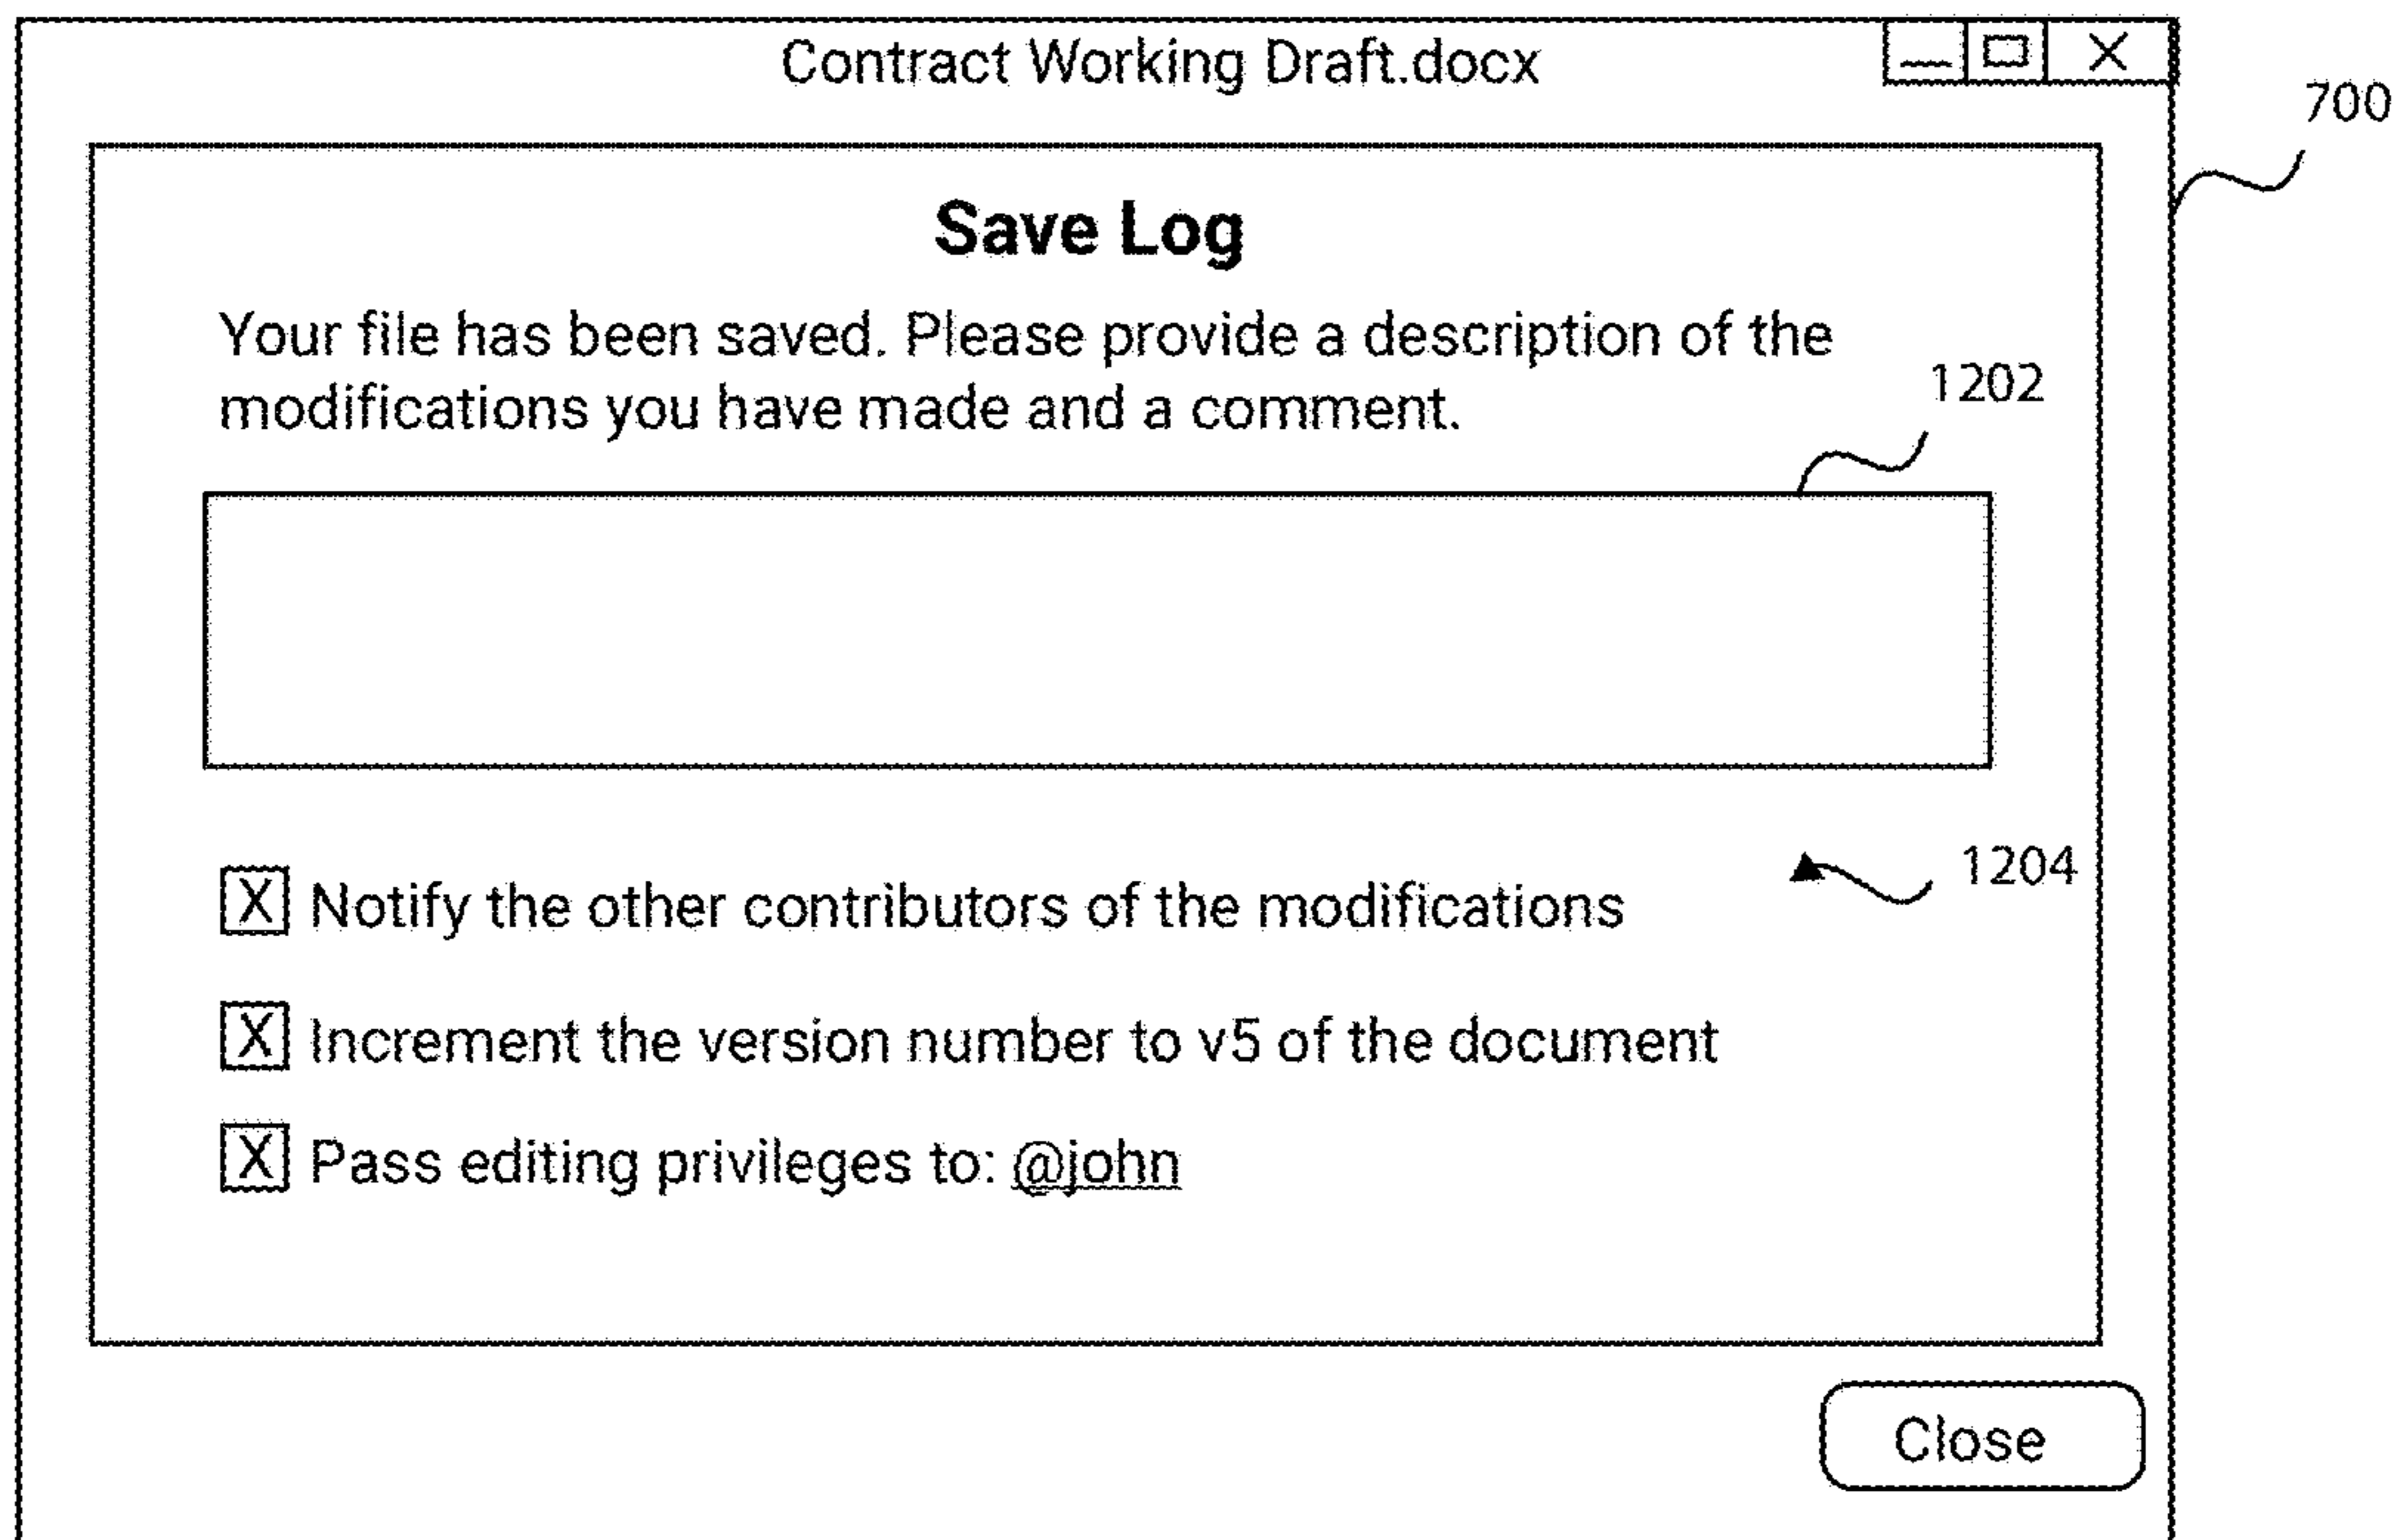 Contract Working Draft.docx
700
Save Log
Your file has been saved. Please provide a description of the
modifications you have made and a comment.
1202
1204
X Notify the other contributors of the modifications
X Increment the version number to v5 of the document
X Pass editing privileges to: @john
Close